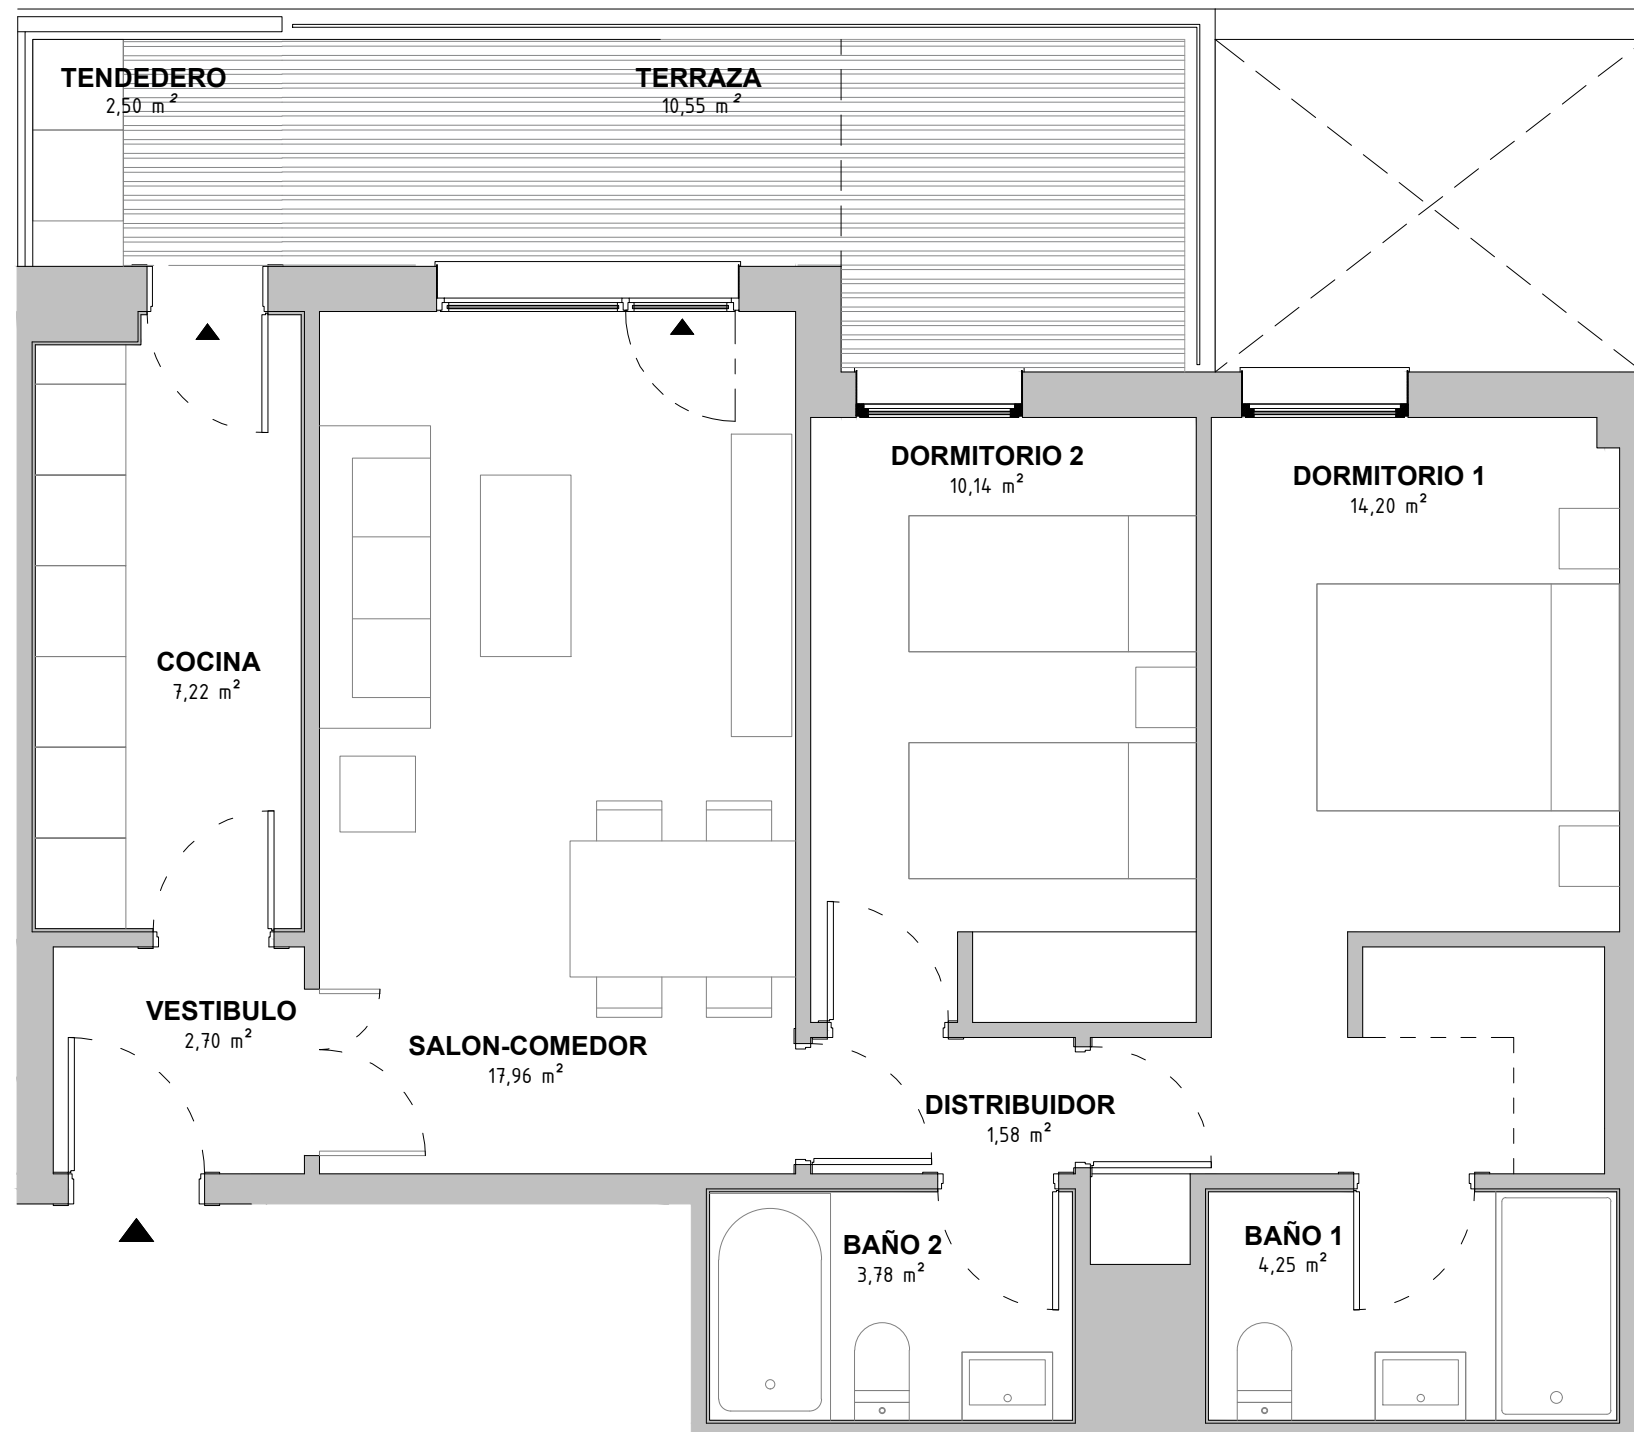 TENDEDERO
2,50 m²
TERRAZA
10,55 m²
DORMITORIO 2
10,14 m²
DORMITORIO 1
14,20 m²
COCINA
7,22 m²
VESTIBULO
2,70 m²
SALON-COMEDOR
17,96 m²
DISTRIBUIDOR
1,58 m²
BAÑO 2
3,78 m²
BAÑO 1
4,25 m²